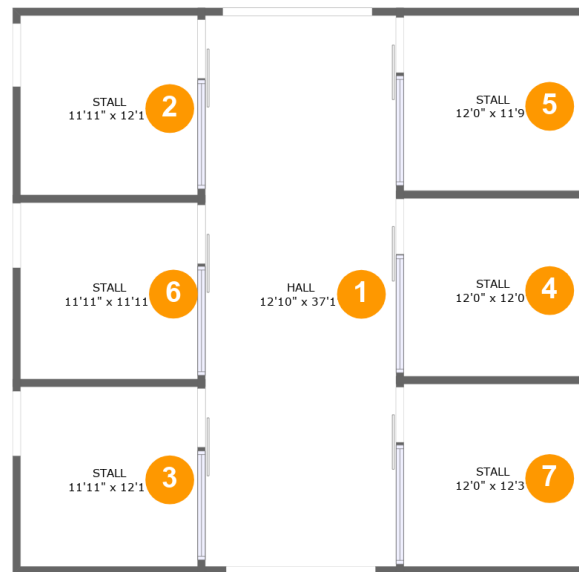 STALL
11'11" x 12'1
2
STALL
12'0" x 11'9
5
STALL
11'11" x 11'11
6
HALL
12'10" x 37'1
1
STALL
12'0" x 12'0
4
STALL
11'11" x 12'1
3
STALL
12'0" x 12'3
7